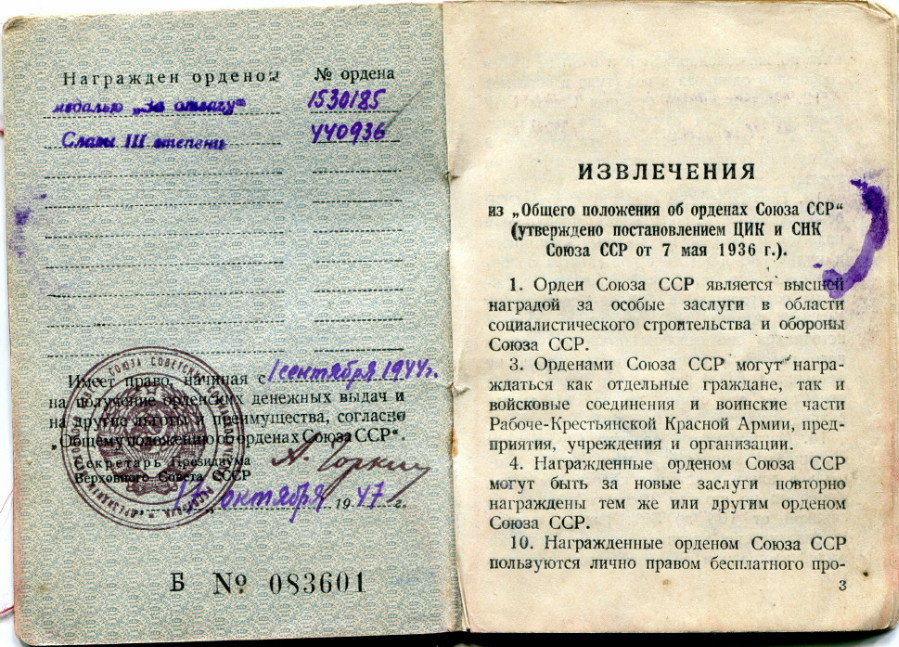 Награжден орденом № ордена
медалью „За отвагу“ 1530185
Славы III степени 440936
Имеет право, начиная с 1 сентября 1944г.
на получение орденских денежных выдач и
на другие льготы и преимущества, согласно
„Общему положению об орденах Союза ССР“.
Секретарь Президиума
Верховного Совета СССР А. Горкин
17 октября 1947 г.
Б № 083601
ИЗВЛЕЧЕНИЯ
из „Общего положения об орденах Союза ССР“
(утверждено постановлением ЦИК и СНК
Союза ССР от 7 мая 1936 г.).
1. Орден Союза ССР является высшей
наградой за особые заслуги в области
социалистического строительства и обороны
Союза ССР.
3. Орденами Союза ССР могут награ-
ждаться как отдельные граждане, так и
войсковые соединения и воинские части
Рабоче-Крестьянской Красной Армии, пред-
приятия, учреждения и организации.
4. Награжденные орденом Союза ССР
могут быть за новые заслуги повторно
награждены тем же или другим орденом
Союза ССР.
10. Награжденные орденом Союза ССР
пользуются лично правом бесплатного про-
3